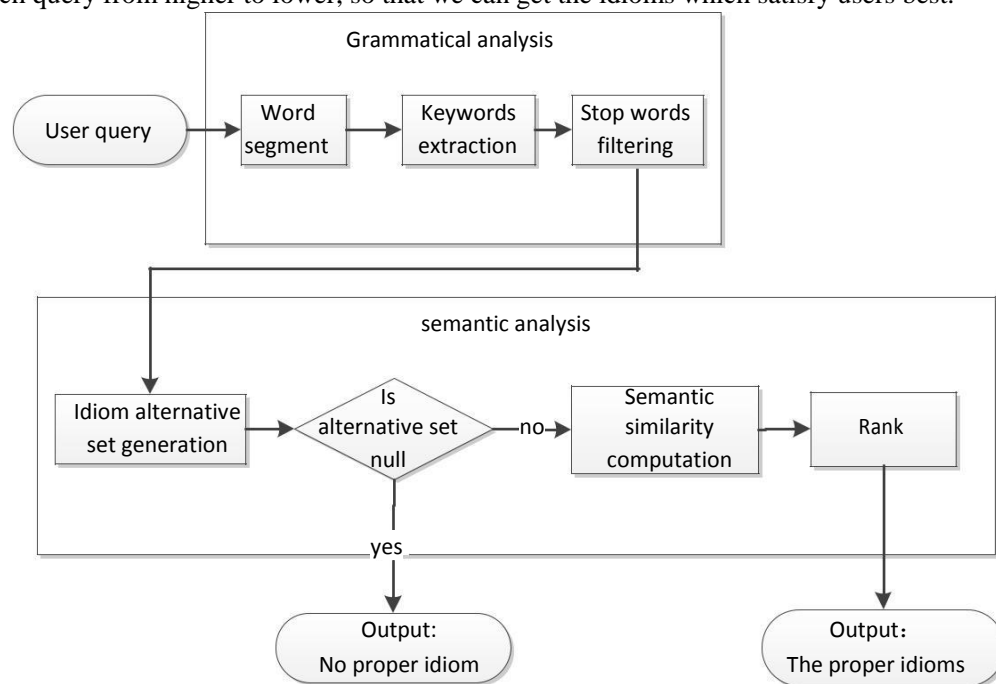 en query from higher to lower, so that we can get the idioms which satisfy users best.
Grammatical analysis
User query
Word
segment
Keywords
extraction
Stop words
filtering
semantic analysis
Idiom alternative
set generation
Is
alternative set
null
no
Semantic
similarity
computation
Rank
yes
Output:
No proper idiom
Output：
The proper idioms